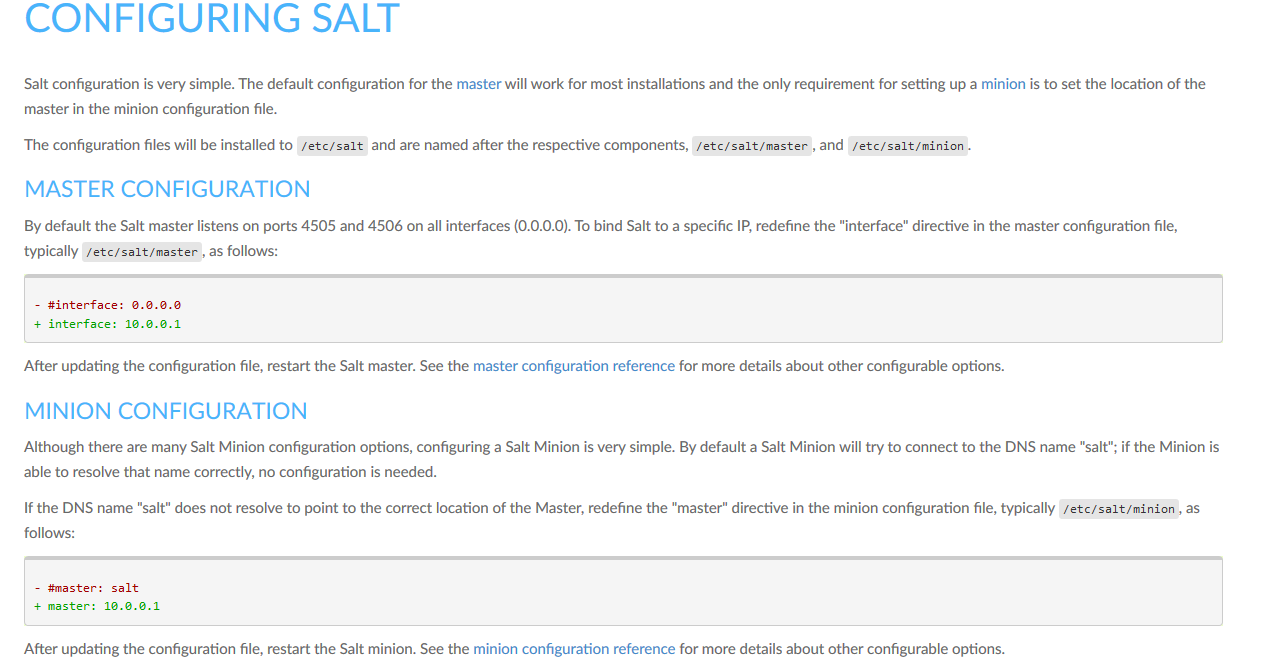 CONFIGURING SALT
Salt configuration is very simple. The default configuration for the master will work for most installations and the only requirement for setting up a minion is to set the location of the
master in the minion configuration file.
The configuration files will be installed to /etc/salt and are named after the respective components, /etc/salt/master, and /etc/salt/minion.
MASTER CONFIGURATION
By default the Salt master listens on ports 4505 and 4506 on all interfaces (0.0.0.0). To bind Salt to a specific IP, redefine the "interface" directive in the master configuration file,
typically /etc/salt/master, as follows:
- #interface: 0.0.0.0
+ interface: 10.0.0.1
After updating the configuration file, restart the Salt master. See the master configuration reference for more details about other configurable options.
MINION CONFIGURATION
Although there are many Salt Minion configuration options, configuring a Salt Minion is very simple. By default a Salt Minion will try to connect to the DNS name "salt"; if the Minion is
able to resolve that name correctly, no configuration is needed.
If the DNS name "salt" does not resolve to point to the correct location of the Master, redefine the "master" directive in the minion configuration file, typically /etc/salt/minion, as
follows:
- #master: salt
+ master: 10.0.0.1
After updating the configuration file, restart the Salt minion. See the minion configuration reference for more details about other configurable options.